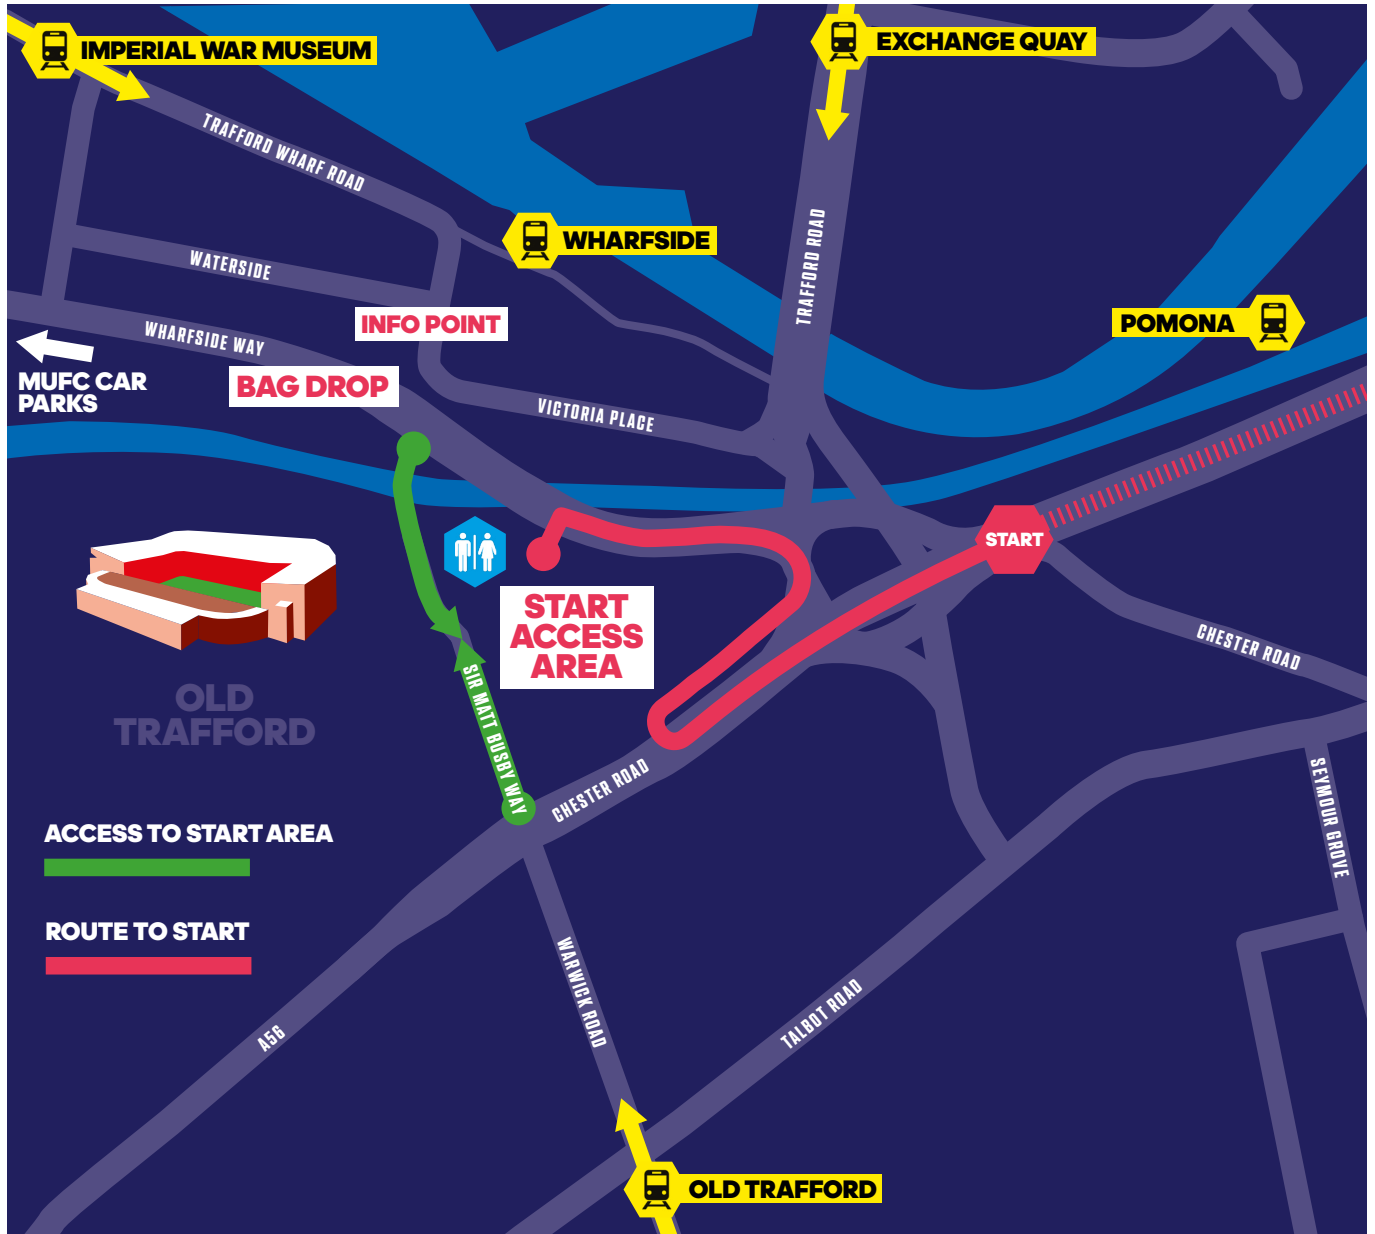 IMPERIAL WAR MUSEUM
EXCHANGE QUAY
TRAFFORD WHARF ROAD
WHARFSIDE
TRAFFORD ROAD
WATERSIDE
POMONA
INFO POINT
WHARFSIDE WAY
MUFC CAR
PARKS
BAG DROP
VICTORIA PLACE
START
START
ACCESS
AREA
CHESTER ROAD
OLD
TRAFFORD
SIR MATT BUSBY WAY
CHESTER ROAD
SEYMOUR GROVE
ACCESS TO START AREA
ROUTE TO START
WARWICK ROAD
TALBOT ROAD
A56
OLD TRAFFORD